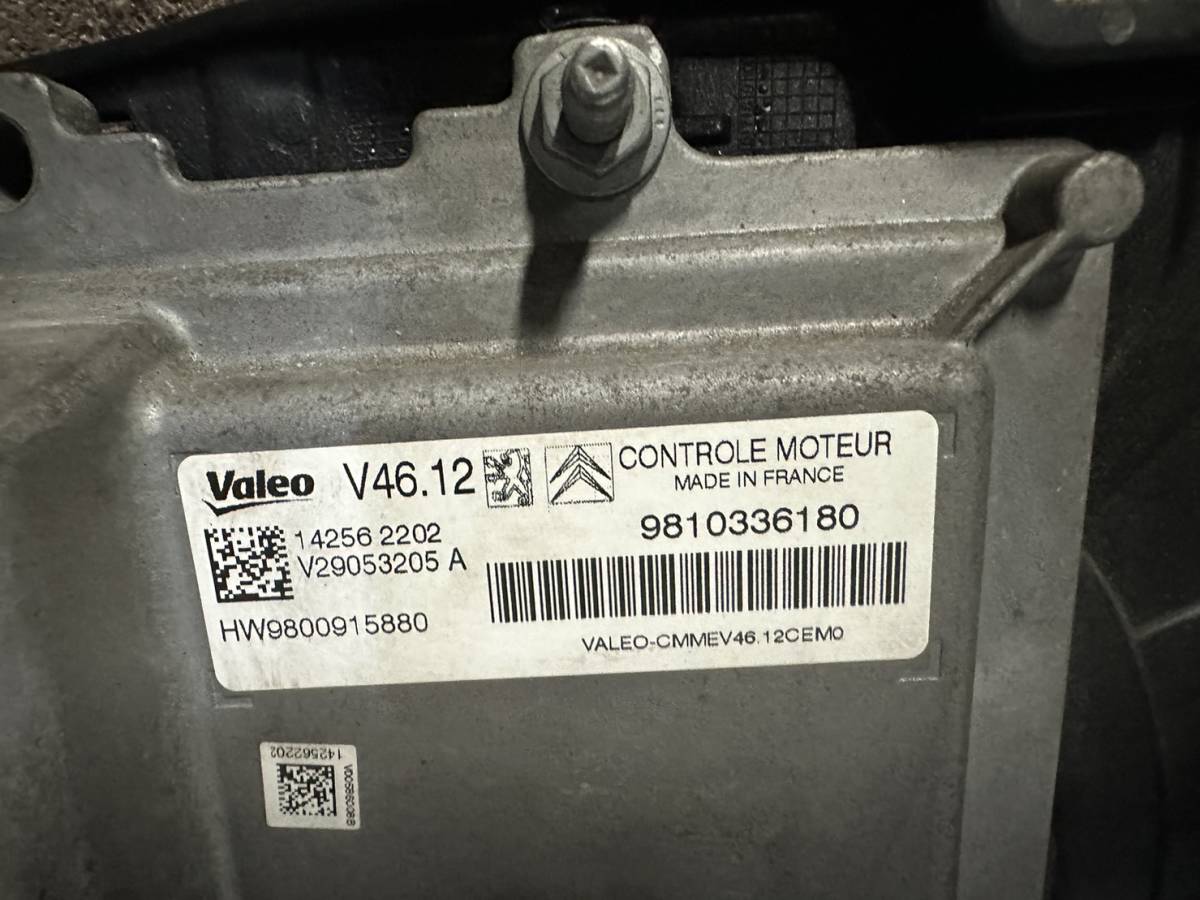 Valeo V46.12
CONTROLE MOTEUR
MADE IN FRANCE
14256 2202
V29053205 A
9810336180
HW9800915880
VALEO-CMMEV46.12CEM0
142562202